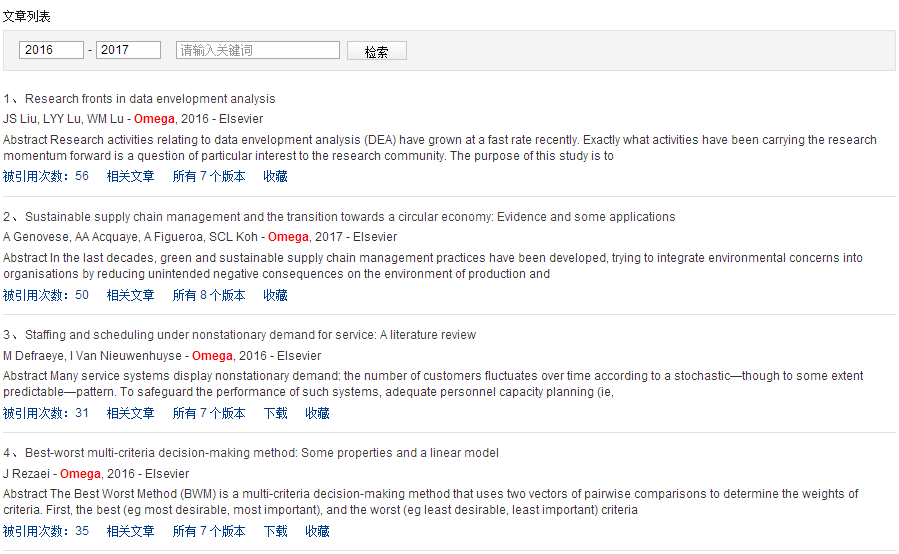 文章列表
2016 - 2017 请输入关键词 检索
1、Research fronts in data envelopment analysis
JS Liu, LYY Lu, WM Lu - Omega, 2016 - Elsevier
Abstract Research activities relating to data envelopment analysis (DEA) have grown at a fast rate recently. Exactly what activities have been carrying the research
momentum forward is a question of particular interest to the research community. The purpose of this study is to
被引用次数：56 相关文章 所有 7 个版本 收藏
2、Sustainable supply chain management and the transition towards a circular economy: Evidence and some applications
A Genovese, AA Acquaye, A Figueroa, SCL Koh - Omega, 2017 - Elsevier
Abstract In the last decades, green and sustainable supply chain management practices have been developed, trying to integrate environmental concerns into
organisations by reducing unintended negative consequences on the environment of production and
被引用次数：50 相关文章 所有 8 个版本 收藏
3、Staffing and scheduling under nonstationary demand for service: A literature review
M Defraeye, I Van Nieuwenhuyse - Omega, 2016 - Elsevier
Abstract Many service systems display nonstationary demand: the number of customers fluctuates over time according to a stochastic—though to some extent
predictable—pattern. To safeguard the performance of such systems, adequate personnel capacity planning (ie,
被引用次数：31 相关文章 所有 7 个版本 下载 收藏
4、Best-worst multi-criteria decision-making method: Some properties and a linear model
J Rezaei - Omega, 2016 - Elsevier
Abstract The Best Worst Method (BWM) is a multi-criteria decision-making method that uses two vectors of pairwise comparisons to determine the weights of
criteria. First, the best (eg most desirable, most important), and the worst (eg least desirable, least important) criteria
被引用次数：35 相关文章 所有 7 个版本 下载 收藏